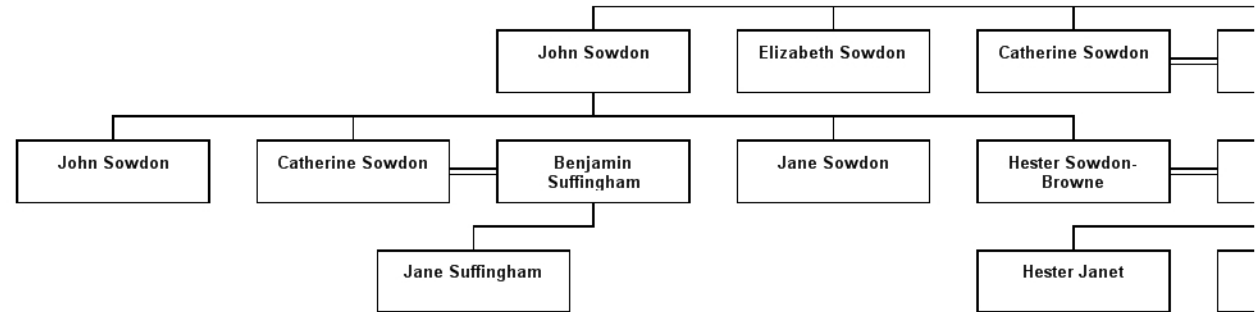 John Sowdon
Elizabeth Sowdon
Catherine Sowdon
John Sowdon
Catherine Sowdon
Benjamin
Suffingham
Jane Sowdon
Hester Sowdon-
Browne
Jane Suffingham
Hester Janet